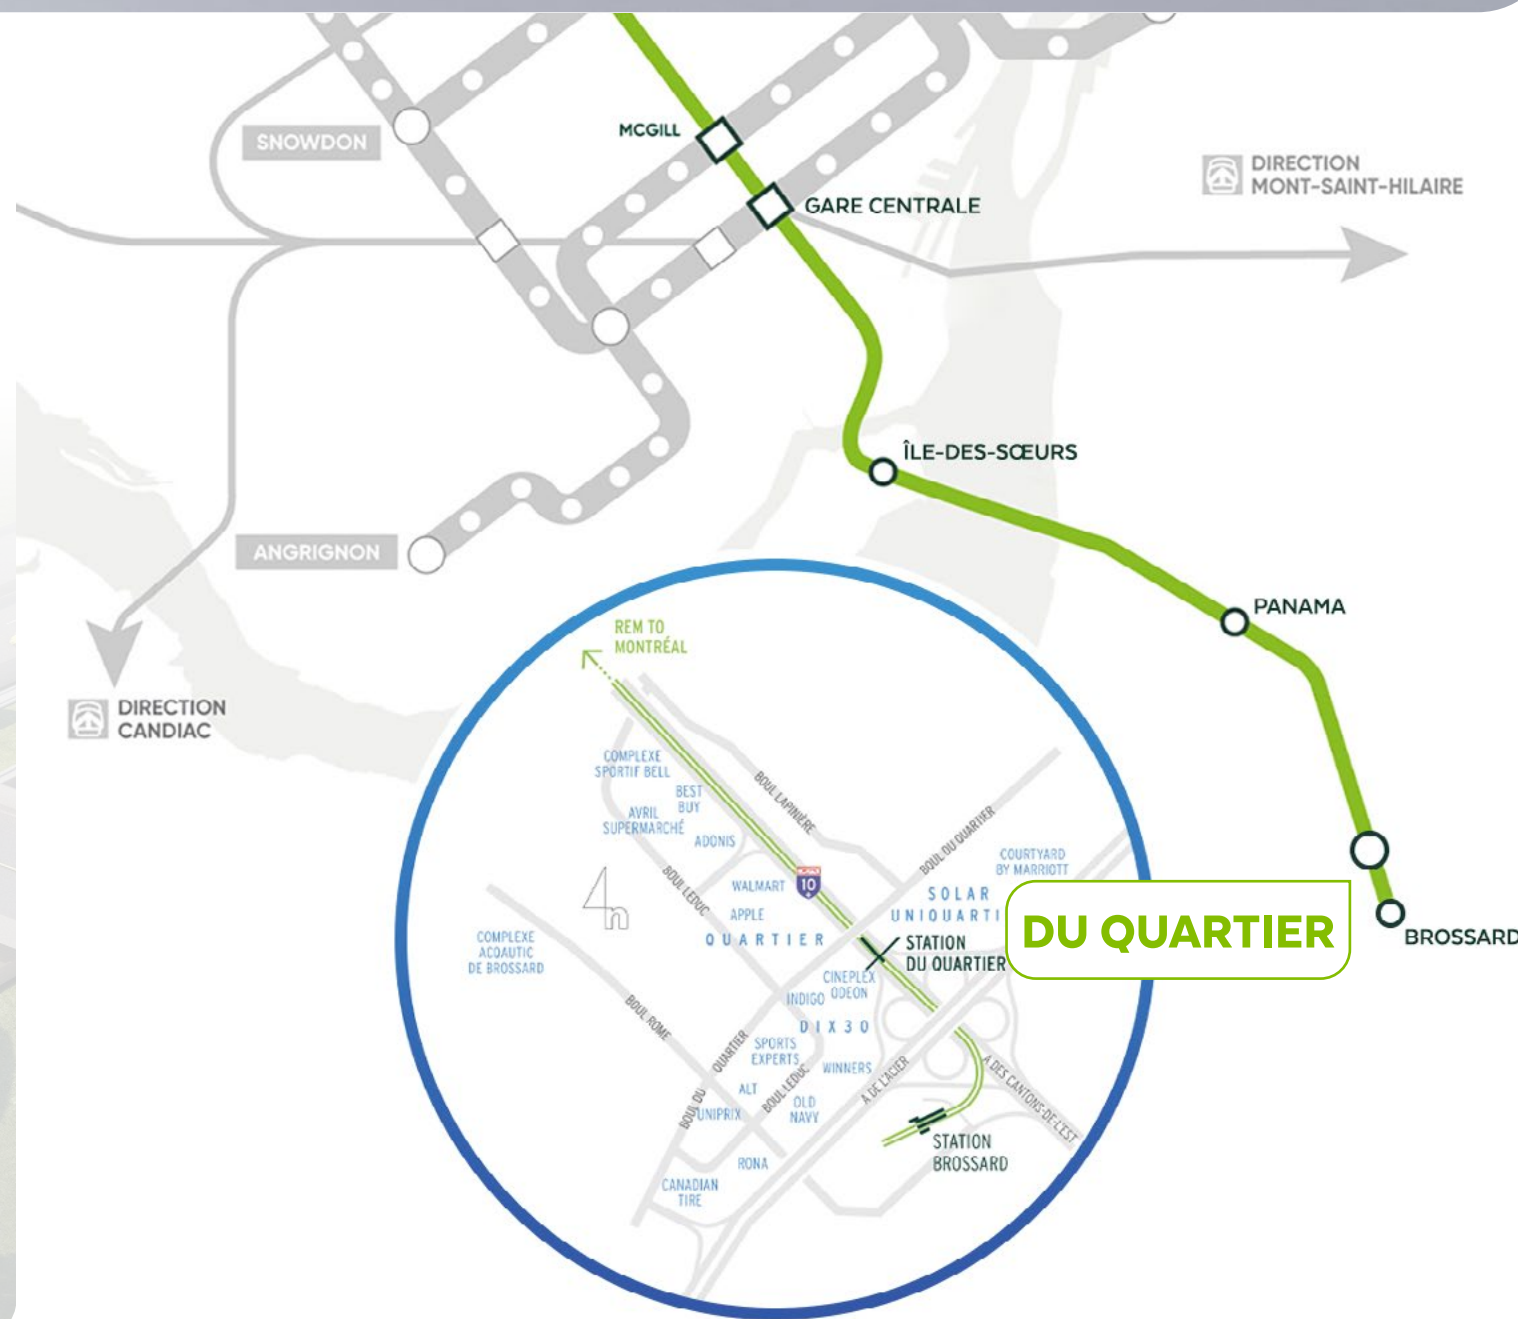 MCGILL
SNOWDON
DIRECTION
MONT-SAINT-HILAIRE
GARE CENTRALE
ÎLE-DES-SŒURS
ANGRIGNON
PANAMA
DIRECTION
CANDIAC
REM TO
MONTRÉAL
COMPLEXE
SPORTIF BELL
BEST
BUY
AVRIL
SUPERMARCHÉ
ADONIS
BOUL LAPINIÈRE
BOUL DU QUARTIER
COURTYARD
BY MARRIOTT
WALMART
10
BOUL LEDUC
APPLE
SOLAR
UNIQUARTI
QUARTIER
STATION
DU QUARTIER
DU QUARTIER
BROSSARD
COMPLEXE
AQAUTIC
DE BROSSARD
CINEPLEX
ODEON
INDIGO
DIX30
BOUL ROME
SPORTS
EXPERTS
WINNERS
BOUL DU QUARTIER
BOUL LEDUC
A DE L'ACIER
A DES CANTONS-DE-L'EST
ALT
UNIPRIX
OLD
NAVY
STATION
BROSSARD
RONA
CANADIAN
TIRE